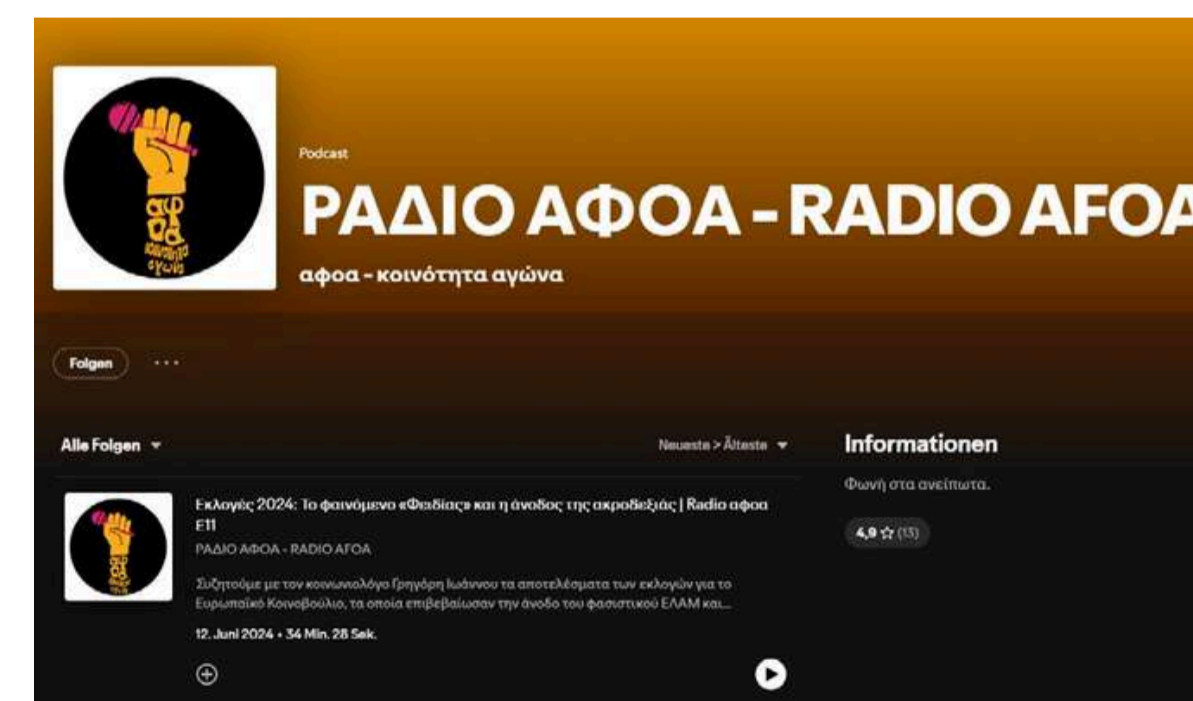 Podcast
ΡΑΔΙΟ ΑΦΟΑ - RADIO AFOA
αφοα - κοινότητα αγώνα
αφοα
κοινότητα
αγώνα
Folgen
Alle Folgen
Neueste > Älteste
Informationen
Φωνή στα ανείπωτα.
4,9 (13)
Εκλογές 2024: Το φαινόμενο «Φειδίας» και η άνοδος της ακροδεξιάς | Radio αφοα
E11
ΡΑΔΙΟ ΑΦΟΑ - RADIO AFOA
Συζητούμε με τον κοινωνιολόγο Γρηγόρη Ιωάννου τα αποτελέσματα των εκλογών για το
Ευρωπαϊκό Κοινοβούλιο, τα οποία επιβεβαίωσαν την άνοδο του φασιστικού ΕΛΑΜ και...
12. Juni 2024 • 34 Min. 28 Sek.